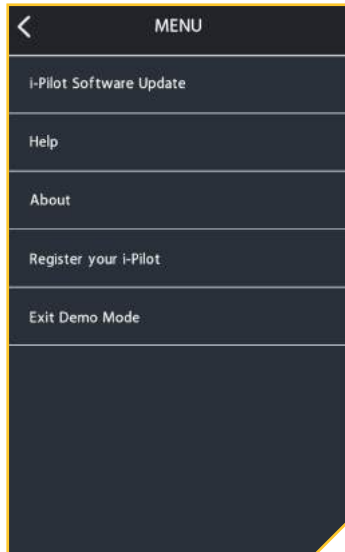 MENU
i-Pilot Software Update
Help
About
Register your i-Pilot
Exit Demo Mode